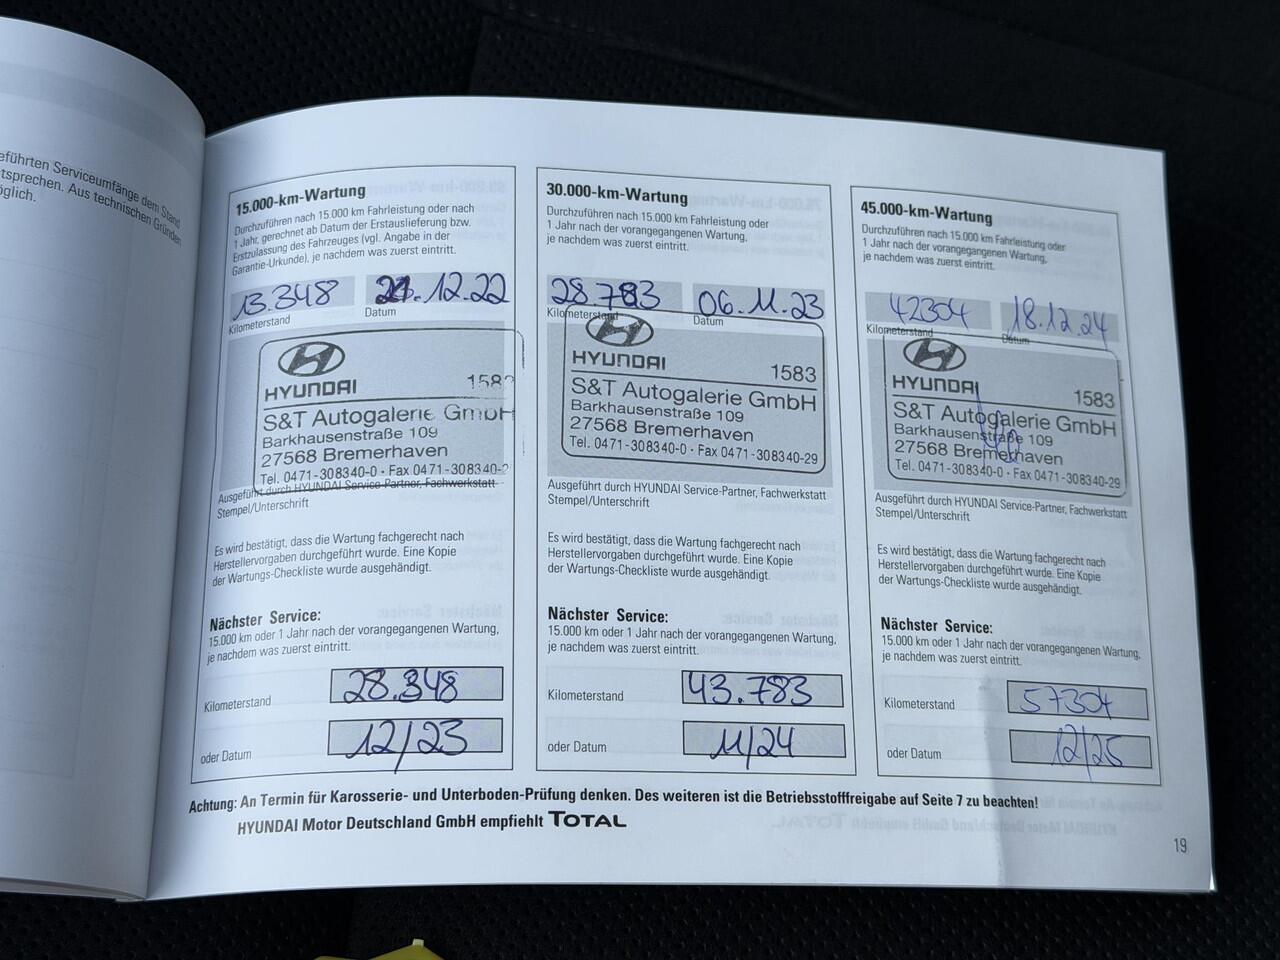 eführten Serviceumfänge dem Stand
tsprechen. Aus technischen Gründen
öglich.
15.000-km-Wartung
Durchzuführen nach 15.000 km Fahrleistung oder nach
1 Jahr, gerechnet ab Datum der Erstauslieferung bzw.
Erstzulassung des Fahrzeuges (vgl. Angabe in der
Garantie-Urkunde), je nachdem was zuerst eintritt.
13.348 .12.22
Kilometerstand Datum
HYUNDAI 158
S&T Autogalerie GmbH
Barkhausenstraße 109
27568 Bremerhaven
Tel. 0471-308340-0 · Fax 0471-308340-2
Ausgeführt durch HYUNDAI Service-Partner, Fachwerkstatt
Stempel/Unterschrift
Es wird bestätigt, dass die Wartung fachgerecht nach
Herstellervorgaben durchgeführt wurde. Eine Kopie
der Wartungs-Checkliste wurde ausgehändigt.
Nächster Service:
15.000 km oder 1 Jahr nach der vorangegangenen Wartung,
je nachdem was zuerst eintritt.
Kilometerstand 28.348
oder Datum 12/23
30.000-km-Wartung
Durchzuführen nach 15.000 km Fahrleistung oder
1 Jahr nach der vorangegangenen Wartung,
je nachdem was zuerst eintritt.
28.783 06.11.23
Kilometerstand Datum
HYUNDAI 1583
S&T Autogalerie GmbH
Barkhausenstraße 109
27568 Bremerhaven
Tel. 0471-308340-0 · Fax 0471-308340-29
Ausgeführt durch HYUNDAI Service-Partner, Fachwerkstatt
Stempel/Unterschrift
Es wird bestätigt, dass die Wartung fachgerecht nach
Herstellervorgaben durchgeführt wurde. Eine Kopie
der Wartungs-Checkliste wurde ausgehändigt.
Nächster Service:
15.000 km oder 1 Jahr nach der vorangegangenen Wartung,
je nachdem was zuerst eintritt.
Kilometerstand 43.783
oder Datum 11/24
45.000-km-Wartung
Durchzuführen nach 15.000 km Fahrleistung oder
1 Jahr nach der vorangegangenen Wartung,
je nachdem was zuerst eintritt.
42304 18.12.24
Kilometerstand Datum
HYUNDAI 1583
S&T Autogalerie GmbH
Barkhausenstraße 109
27568 Bremerhaven
Tel. 0471-308340-0 · Fax 0471-308340-29
Ausgeführt durch HYUNDAI Service-Partner, Fachwerkstatt
Stempel/Unterschrift
Es wird bestätigt, dass die Wartung fachgerecht nach
Herstellervorgaben durchgeführt wurde. Eine Kopie
der Wartungs-Checkliste wurde ausgehändigt.
Nächster Service:
15.000 km oder 1 Jahr nach der vorangegangenen Wartung,
je nachdem was zuerst eintritt.
Kilometerstand 57304
oder Datum 12/25
Achtung: An Termin für Karosserie- und Unterboden-Prüfung denken. Des weiteren ist die Betriebsstofffreigabe auf Seite 7 zu beachten!
HYUNDAI Motor Deutschland GmbH empfiehlt TOTAL
19